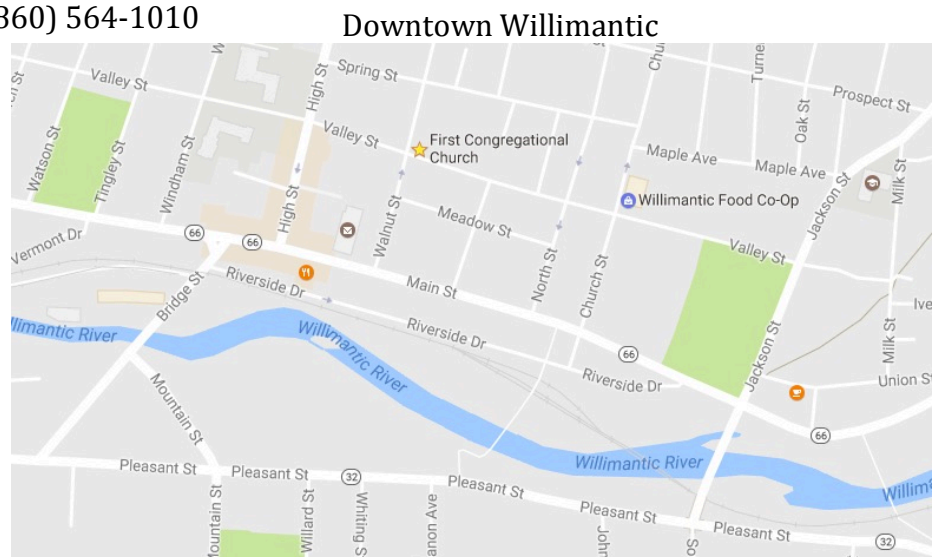 860) 564-1010
Downtown Willimantic
Spring St
Valley St
High St
Prospect St
Oak St
Valley St
First Congregational
Church
Maple Ave
Maple Ave
Watson St
Tingley St
Windham St
Milk St
Jackson St
High St
Walnut St
Willimantic Food Co-Op
Meadow St
66
66
Vermont Dr
Valley St
North St
Church St
Riverside Dr
Main St
Bridge St
Willimantic River
Riverside Dr
Milk St
Jackson St
66
Riverside Dr
Union St
Mountain St
66
Pleasant St
Pleasant St
32
Willimantic River
Pleasant St
Pleasant St
Pleasant St
32
Willard St